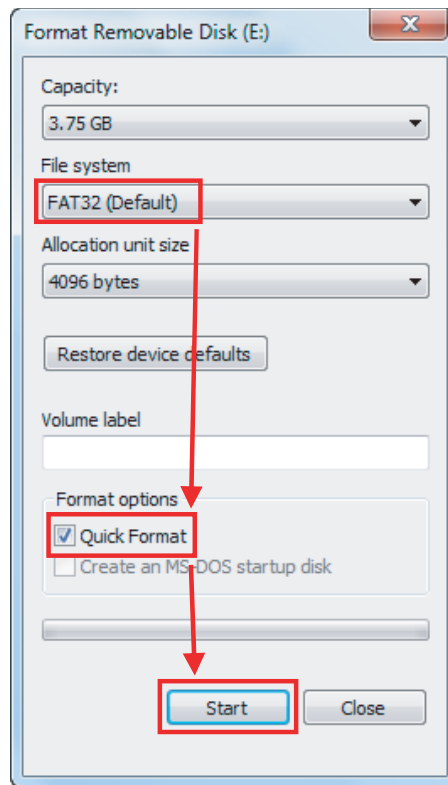 Format Removable Disk (E:)
Capacity:
3.75 GB
File system
FAT32 (Default)
Allocation unit size
4096 bytes
Restore device defaults
Volume label
Format options
Quick Format
Create an MS-DOS startup disk
Start Close